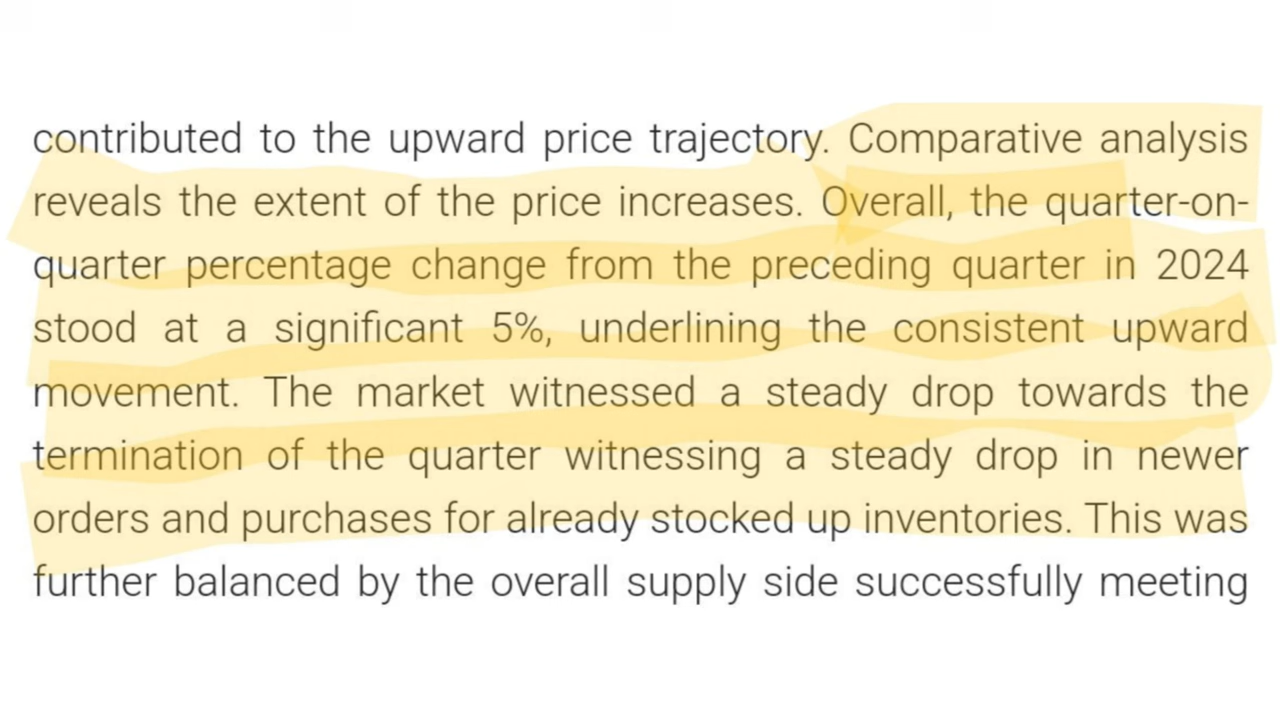 contributed to the upward price trajectory. Comparative analysis
reveals the extent of the price increases. Overall, the quarter-on-
quarter percentage change from the preceding quarter in 2024
stood at a significant 5%, underlining the consistent upward
movement. The market witnessed a steady drop towards the
termination of the quarter witnessing a steady drop in newer
orders and purchases for already stocked up inventories. This was
further balanced by the overall supply side successfully meeting